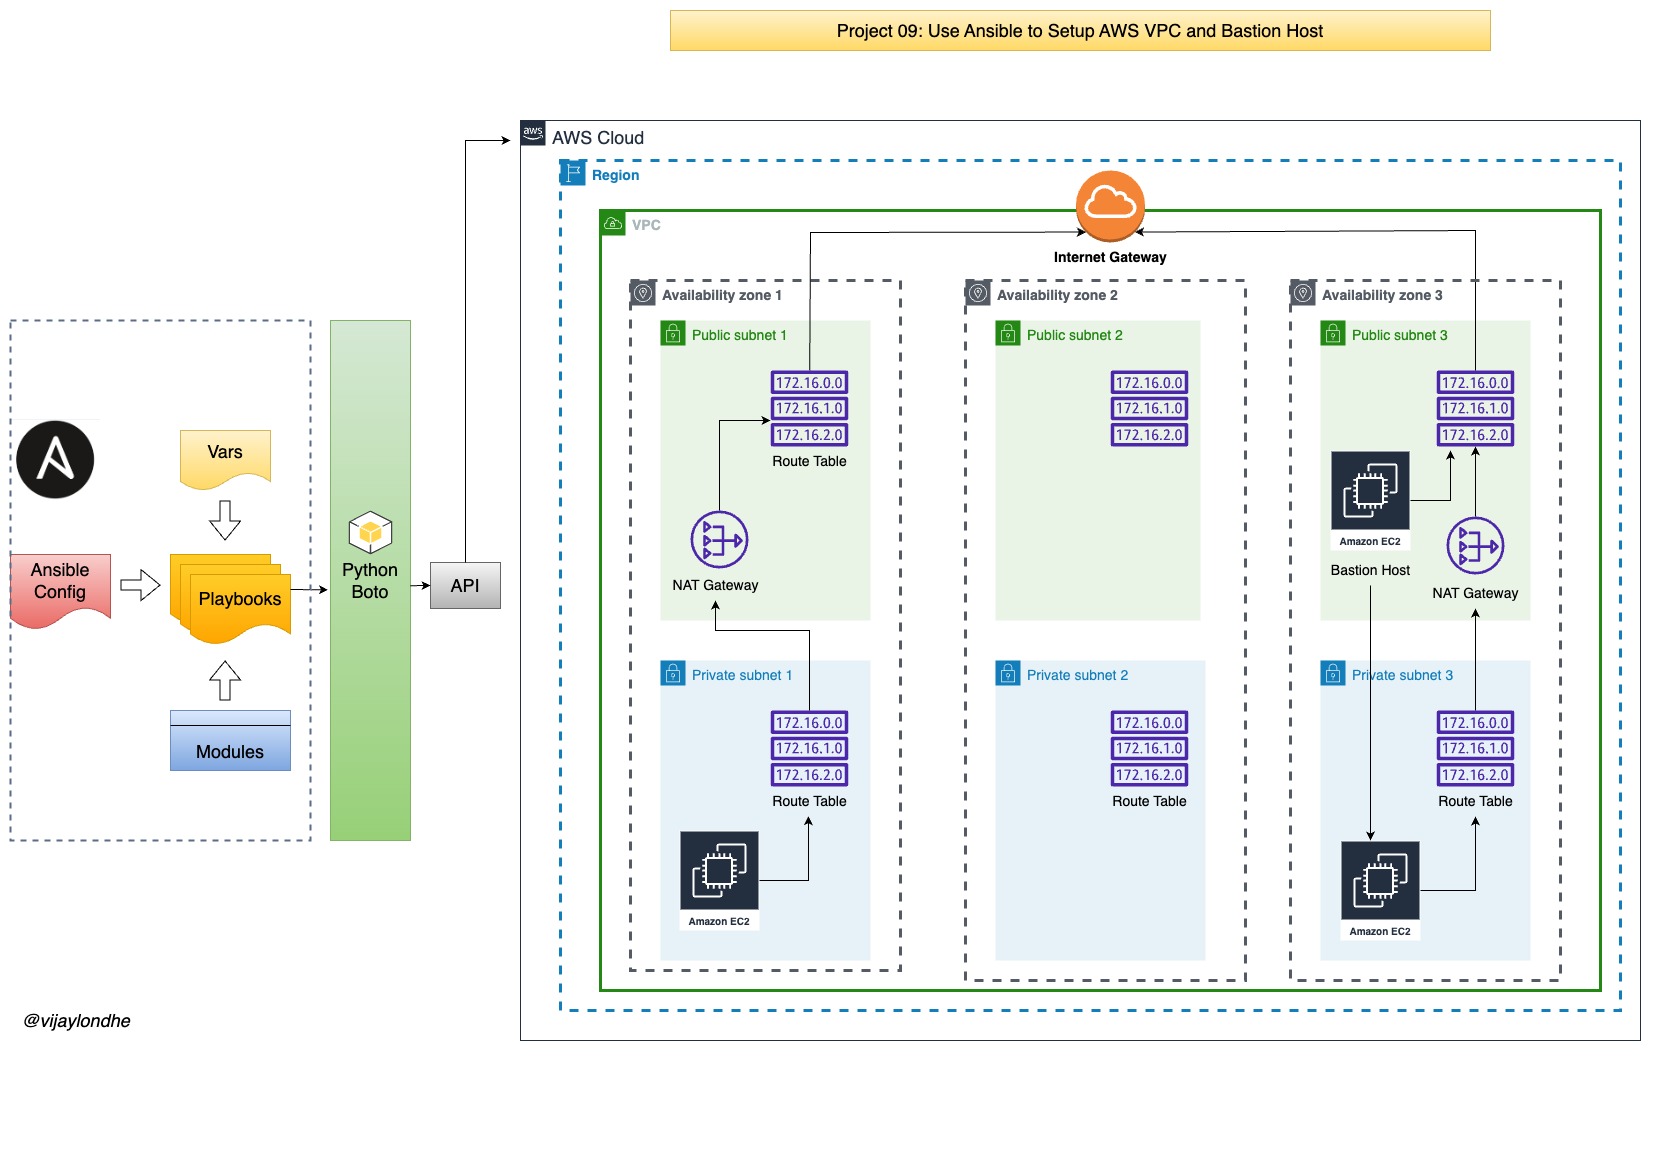 Project 09: Use Ansible to Setup AWS VPC and Bastion Host
aws
AWS Cloud
Region
VPC
Internet Gateway
Availability zone 1
Public subnet 1
172.16.0.0
172.16.1.0
172.16.2.0
Route Table
NAT Gateway
Private subnet 1
172.16.0.0
172.16.1.0
172.16.2.0
Route Table
Amazon EC2
Availability zone 2
Public subnet 2
172.16.0.0
172.16.1.0
172.16.2.0
Private subnet 2
172.16.0.0
172.16.1.0
172.16.2.0
Route Table
Availability zone 3
Public subnet 3
172.16.0.0
172.16.1.0
172.16.2.0
Amazon EC2
Bastion Host
NAT Gateway
Private subnet 3
172.16.0.0
172.16.1.0
172.16.2.0
Route Table
Amazon EC2
Vars
Ansible
Config
Playbooks
Modules
Python
Boto
API
@vijaylondhe